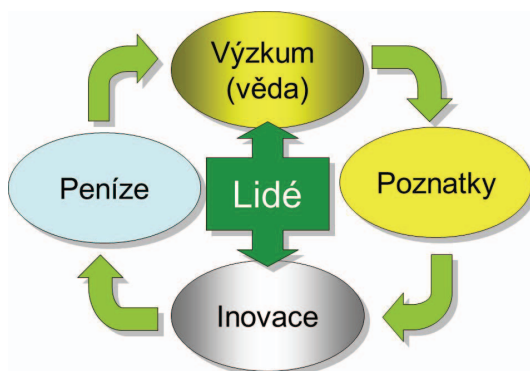 Výzkum
(věda)
Peníze
Lidé
Poznatky
Inovace